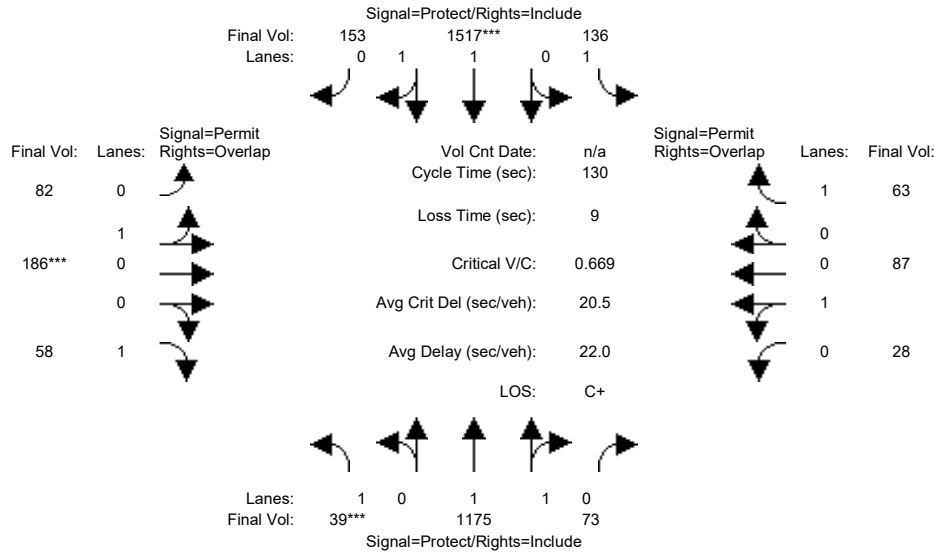 Signal=Protect/Rights=Include
Final Vol: 153 1517*** 136
Lanes: 0 1 1 0 1
Signal=Permit Signal=Permit
Final Vol: Lanes: Rights=Overlap Vol Cnt Date: n/a Rights=Overlap Lanes: Final Vol:
Cycle Time (sec): 130
82 0 1 63
Loss Time (sec): 9
1 0
186*** 0 Critical V/C: 0.669 0 87
0 Avg Crit Del (sec/veh): 20.5 1
58 1 Avg Delay (sec/veh): 22.0 0 28
LOS: C+
Lanes: 1 0 1 1 0
Final Vol: 39*** 1175 73
Signal=Protect/Rights=Include